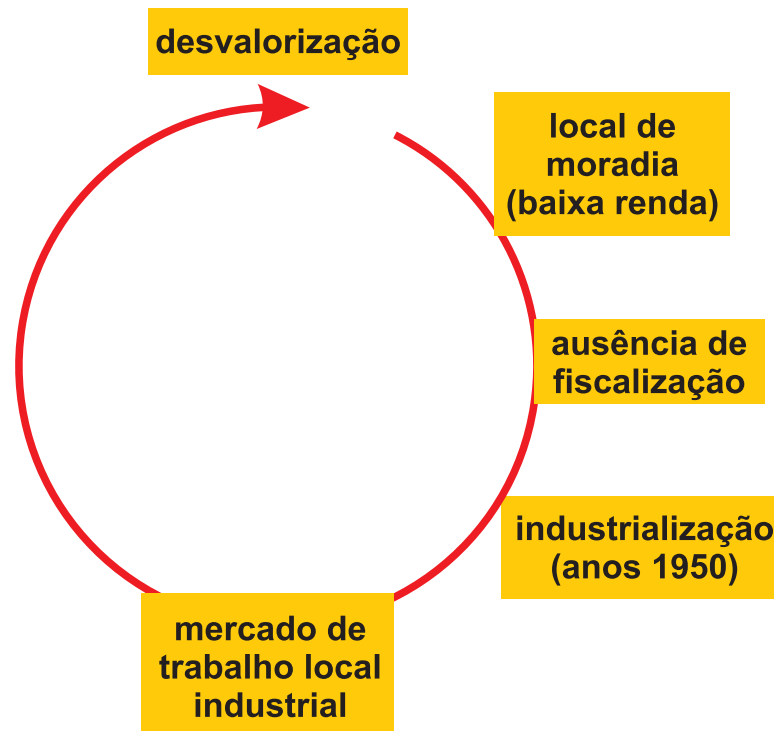 desvalorização
local de
moradia
(baixa renda)
ausência de
fiscalização
industrialização
(anos 1950)
mercado de
trabalho local
industrial